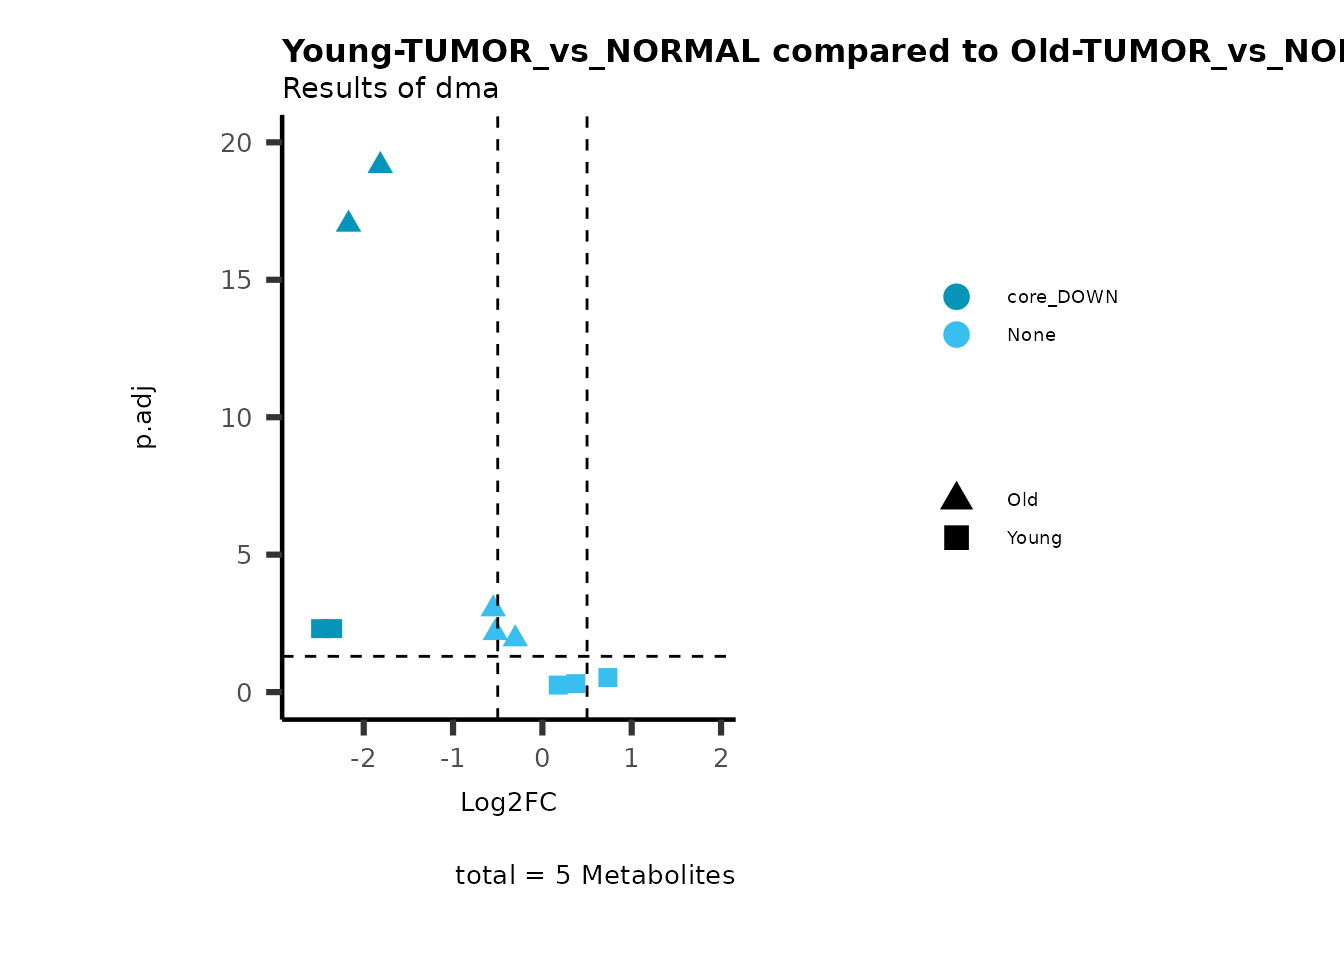 Young-TUMOR_vs_NORMAL compared to Old-TUMOR_vs_NO
Results of dma
20
15
10
5
0
p.adj
-2 -1 0 1 2
Log2FC
total = 5 Metabolites
core_DOWN
None
Old
Young